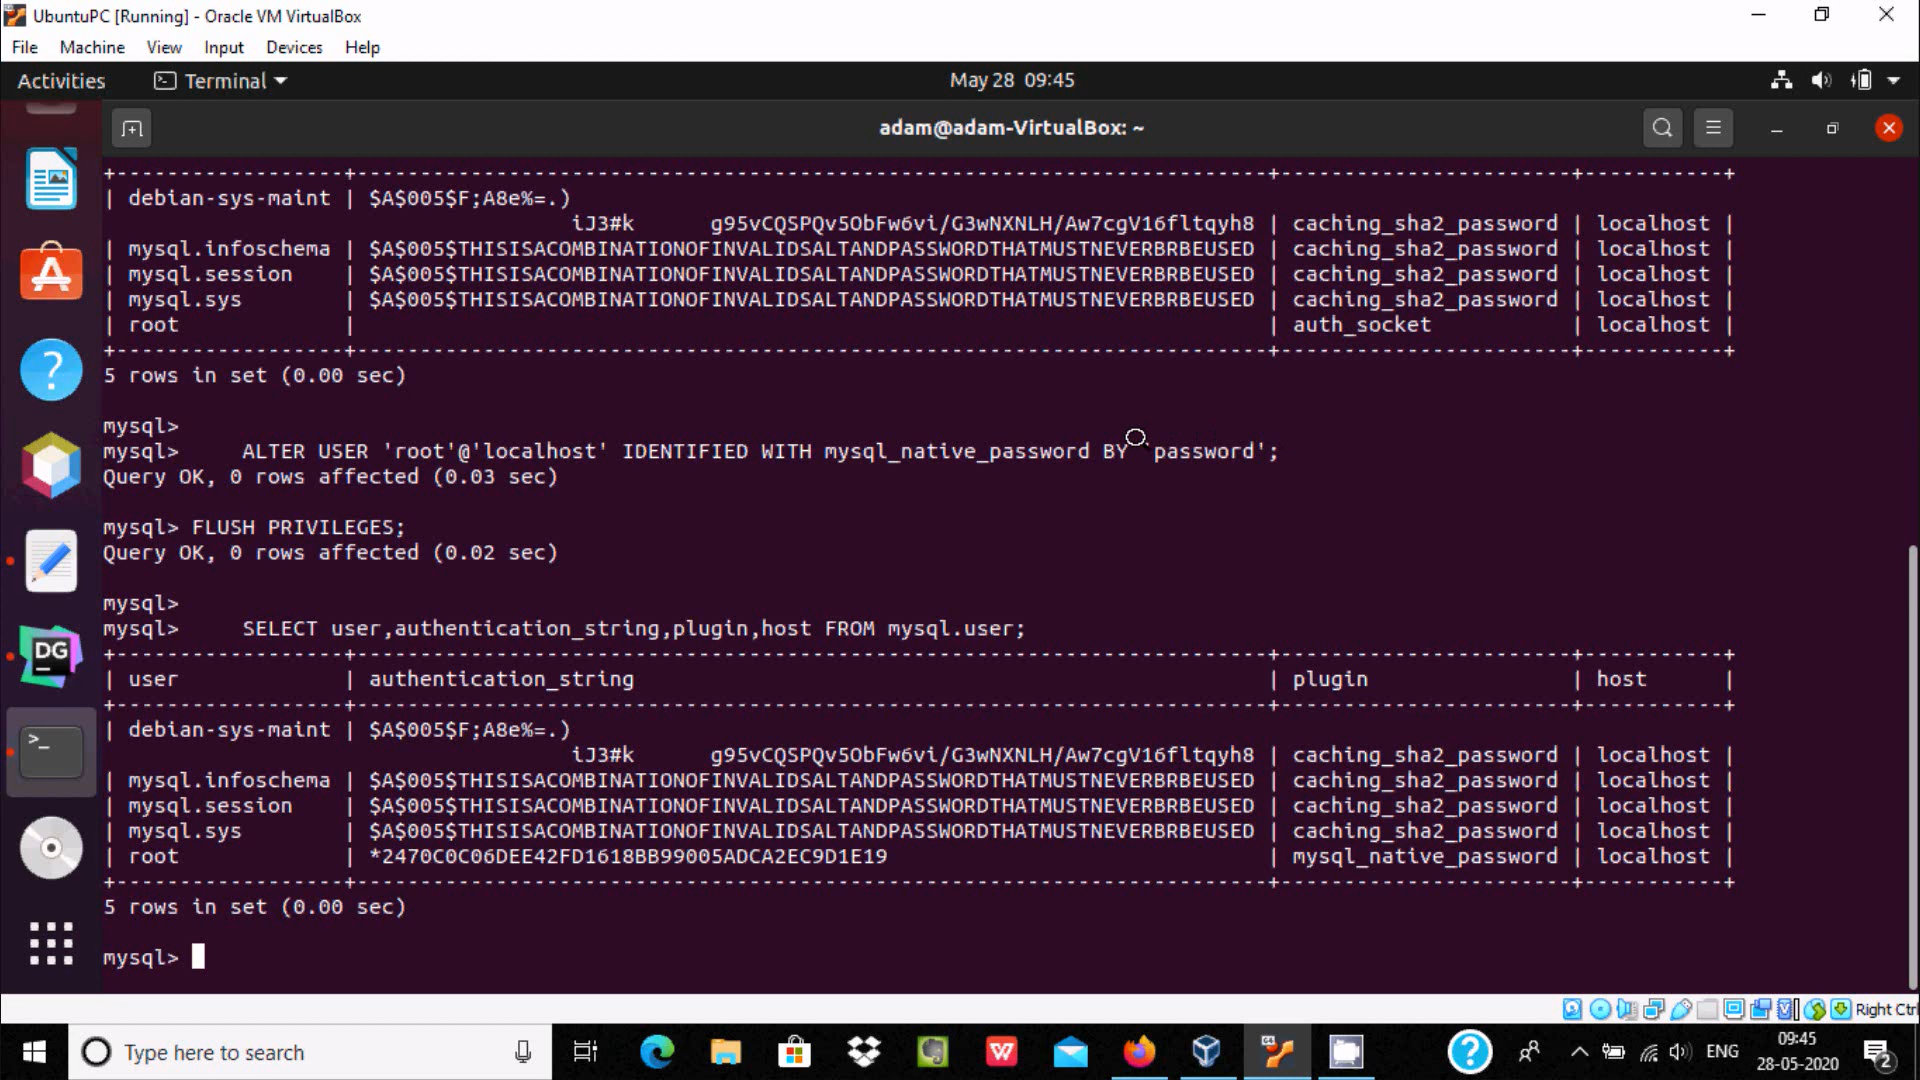 UbuntuPC [Running] - Oracle VM VirtualBox
File Machine View Input Devices Help
Activities Terminal May 28 09:45
adam@adam-VirtualBox: ~
+-------------------+------------------------------------------------------------------------+-----------------------+-----------+
| debian-sys-maint | $A$005$F;A8e%=.)
iJ3#k g95vCQSPQv5ObFw6vi/G3wNXNLH/Aw7cgV16fltqyh8 | caching_sha2_password | localhost |
| mysql.infoschema | $A$005$THISISACOMBINATIONOFINVALIDSALTANDPASSWORDTHATMUSTNEVERBRBEUSED | caching_sha2_password | localhost |
| mysql.session | $A$005$THISISACOMBINATIONOFINVALIDSALTANDPASSWORDTHATMUSTNEVERBRBEUSED | caching_sha2_password | localhost |
| mysql.sys | $A$005$THISISACOMBINATIONOFINVALIDSALTANDPASSWORDTHATMUSTNEVERBRBEUSED | caching_sha2_password | localhost |
| root | | auth_socket | localhost |
+-------------------+------------------------------------------------------------------------+-----------------------+-----------+
5 rows in set (0.00 sec)
mysql>
mysql> ALTER USER 'root'@'localhost' IDENTIFIED WITH mysql_native_password BY password';
Query OK, 0 rows affected (0.03 sec)
mysql> FLUSH PRIVILEGES;
Query OK, 0 rows affected (0.02 sec)
mysql>
mysql> SELECT user,authentication_string,plugin,host FROM mysql.user;
+-------------------+------------------------------------------------------------------------+-----------------------+-----------+
| user | authentication_string | plugin | host |
+-------------------+------------------------------------------------------------------------+-----------------------+-----------+
| debian-sys-maint | $A$005$F;A8e%=.)
iJ3#k g95vCQSPQv5ObFw6vi/G3wNXNLH/Aw7cgV16fltqyh8 | caching_sha2_password | localhost |
| mysql.infoschema | $A$005$THISISACOMBINATIONOFINVALIDSALTANDPASSWORDTHATMUSTNEVERBRBEUSED | caching_sha2_password | localhost |
| mysql.session | $A$005$THISISACOMBINATIONOFINVALIDSALTANDPASSWORDTHATMUSTNEVERBRBEUSED | caching_sha2_password | localhost |
| mysql.sys | $A$005$THISISACOMBINATIONOFINVALIDSALTANDPASSWORDTHATMUSTNEVERBRBEUSED | caching_sha2_password | localhost |
| root | *2470C0C06DEE42FD1618BB99005ADCA2EC9D1E19 | mysql_native_password | localhost |
+-------------------+------------------------------------------------------------------------+-----------------------+-----------+
5 rows in set (0.00 sec)
mysql>
DG
Right Ctrl
Type here to search
ENG
09:45
28-05-2020
2